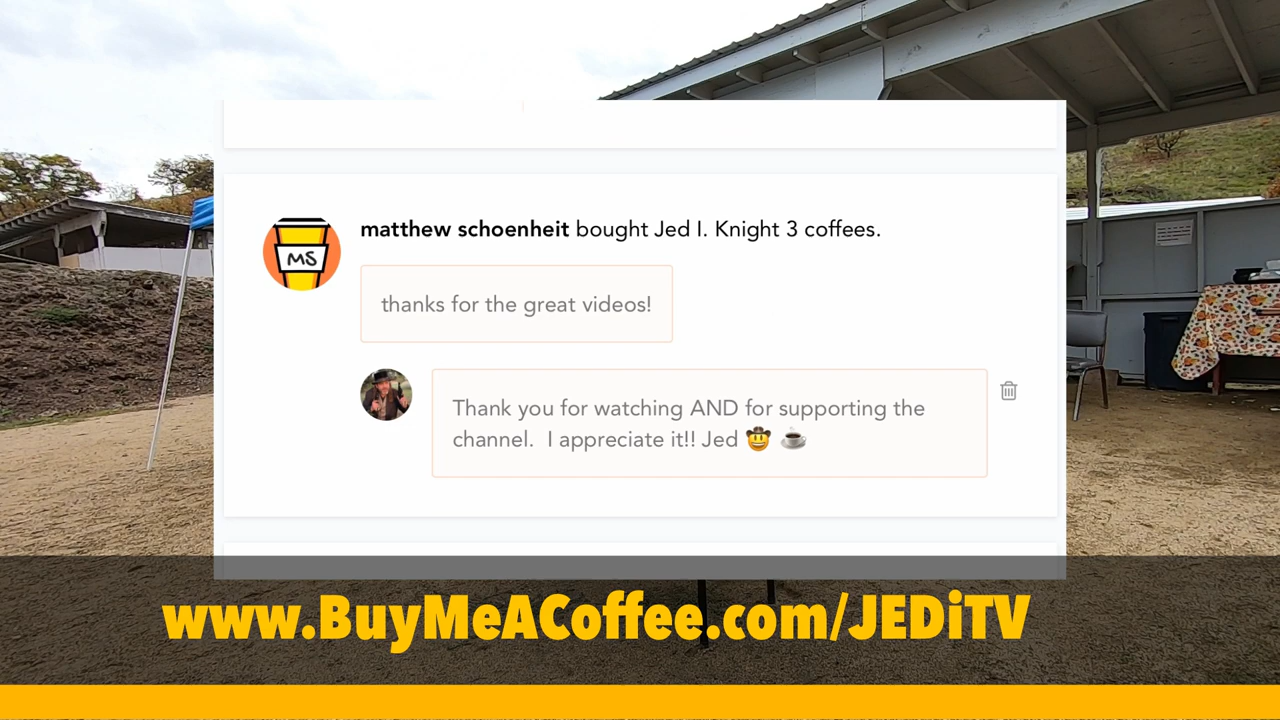 matthew schoenheit bought Jed I. Knight 3 coffees.
MS
thanks for the great videos!
Thank you for watching AND for supporting the
channel.  I appreciate it!! Jed 🤠 ☕
www.BuyMeACoffee.com/JEDiTV